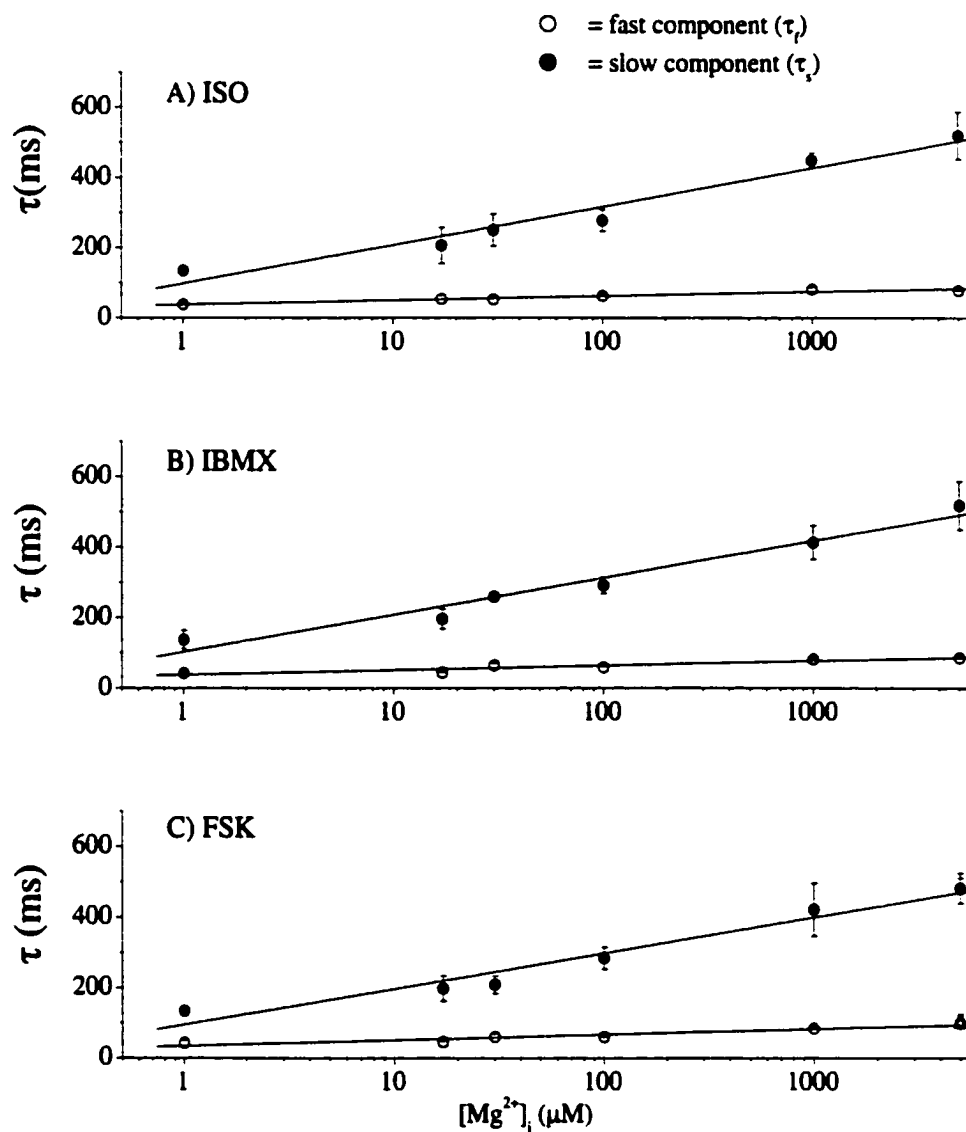 = fast component (τf)
= slow component (τs)
A) ISO
τ(ms)
600
400
200
0
1 10 100 1000
B) IBMX
τ (ms)
600
400
200
0
1 10 100 1000
C) FSK
τ (ms)
600
400
200
0
1 10 100 1000
[Mg²⁺]i (μM)